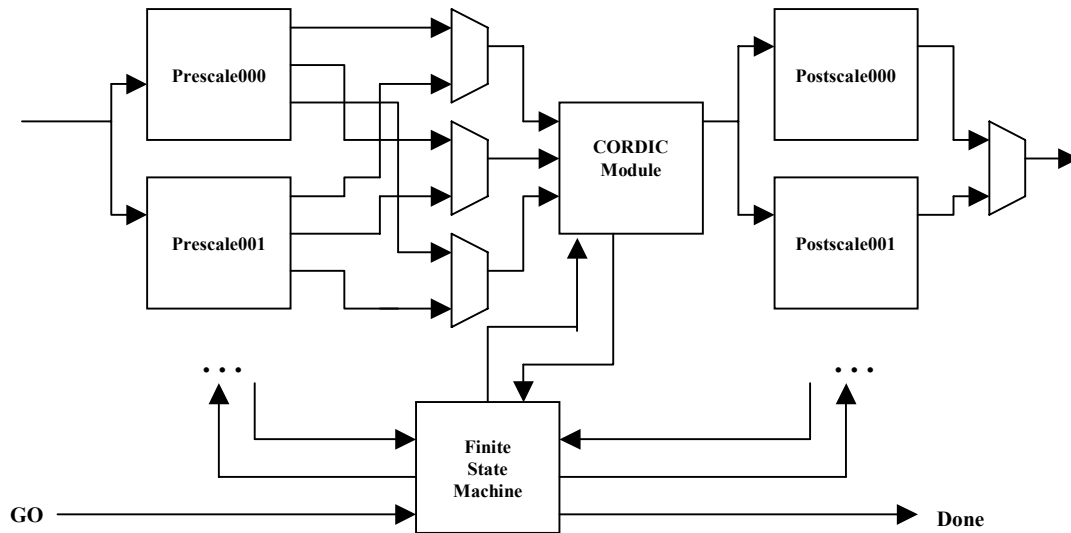 Prescale000
Postscale000
CORDIC
Module
Prescale001
Postscale001
...
...
Finite
State
Machine
GO
Done